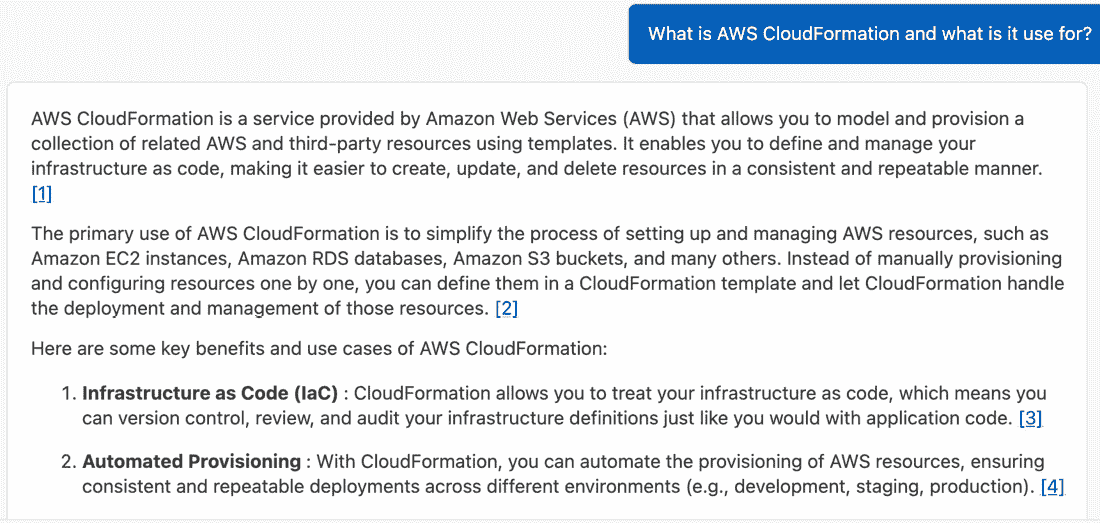 What is AWS CloudFormation and what is it use for?
AWS CloudFormation is a service provided by Amazon Web Services (AWS) that allows you to model and provision a
collection of related AWS and third-party resources using templates. It enables you to define and manage your
infrastructure as code, making it easier to create, update, and delete resources in a consistent and repeatable manner.
[1]
The primary use of AWS CloudFormation is to simplify the process of setting up and managing AWS resources, such as
Amazon EC2 instances, Amazon RDS databases, Amazon S3 buckets, and many others. Instead of manually provisioning
and configuring resources one by one, you can define them in a CloudFormation template and let CloudFormation handle
the deployment and management of those resources. [2]
Here are some key benefits and use cases of AWS CloudFormation:
1. Infrastructure as Code (IaC) : CloudFormation allows you to treat your infrastructure as code, which means you
can version control, review, and audit your infrastructure definitions just like you would with application code. [3]
2. Automated Provisioning : With CloudFormation, you can automate the provisioning of AWS resources, ensuring
consistent and repeatable deployments across different environments (e.g., development, staging, production). [4]